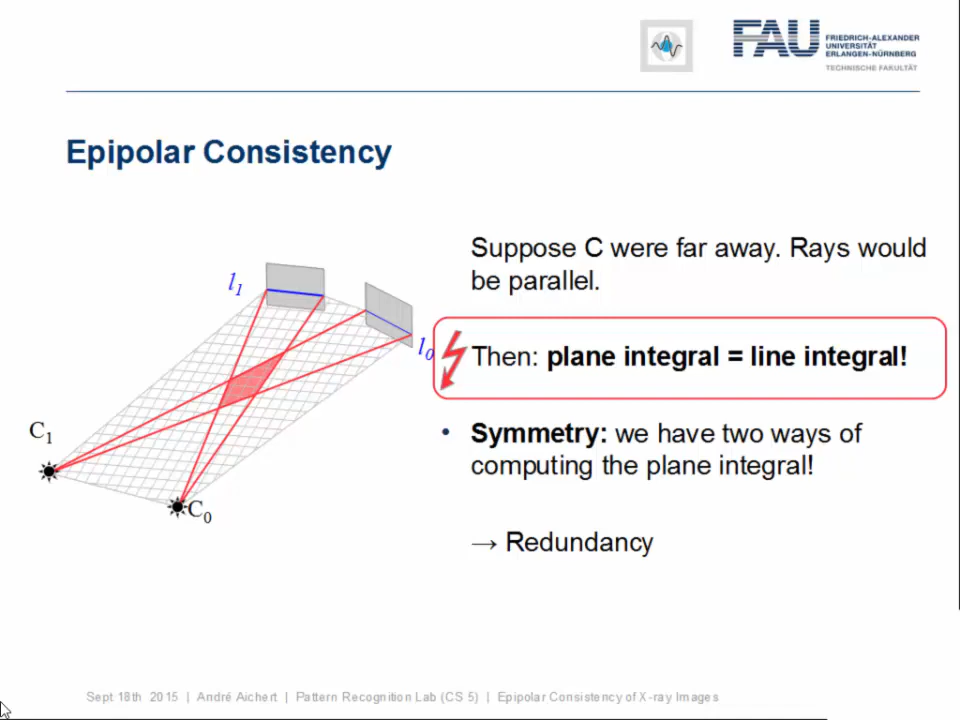 FAU
FRIEDRICH-ALEXANDER
UNIVERSITÄT
ERLANGEN-NÜRNBERG
TECHNISCHE FAKULTÄT
Epipolar Consistency
Suppose C were far away. Rays would
be parallel.
l1
l0
Then: plane integral = line integral!
C1
• Symmetry: we have two ways of
computing the plane integral!
C0
→ Redundancy
Sept 18th 2015 | André Aichert | Pattern Recognition Lab (CS 5) | Epipolar Consistency of X-ray Images